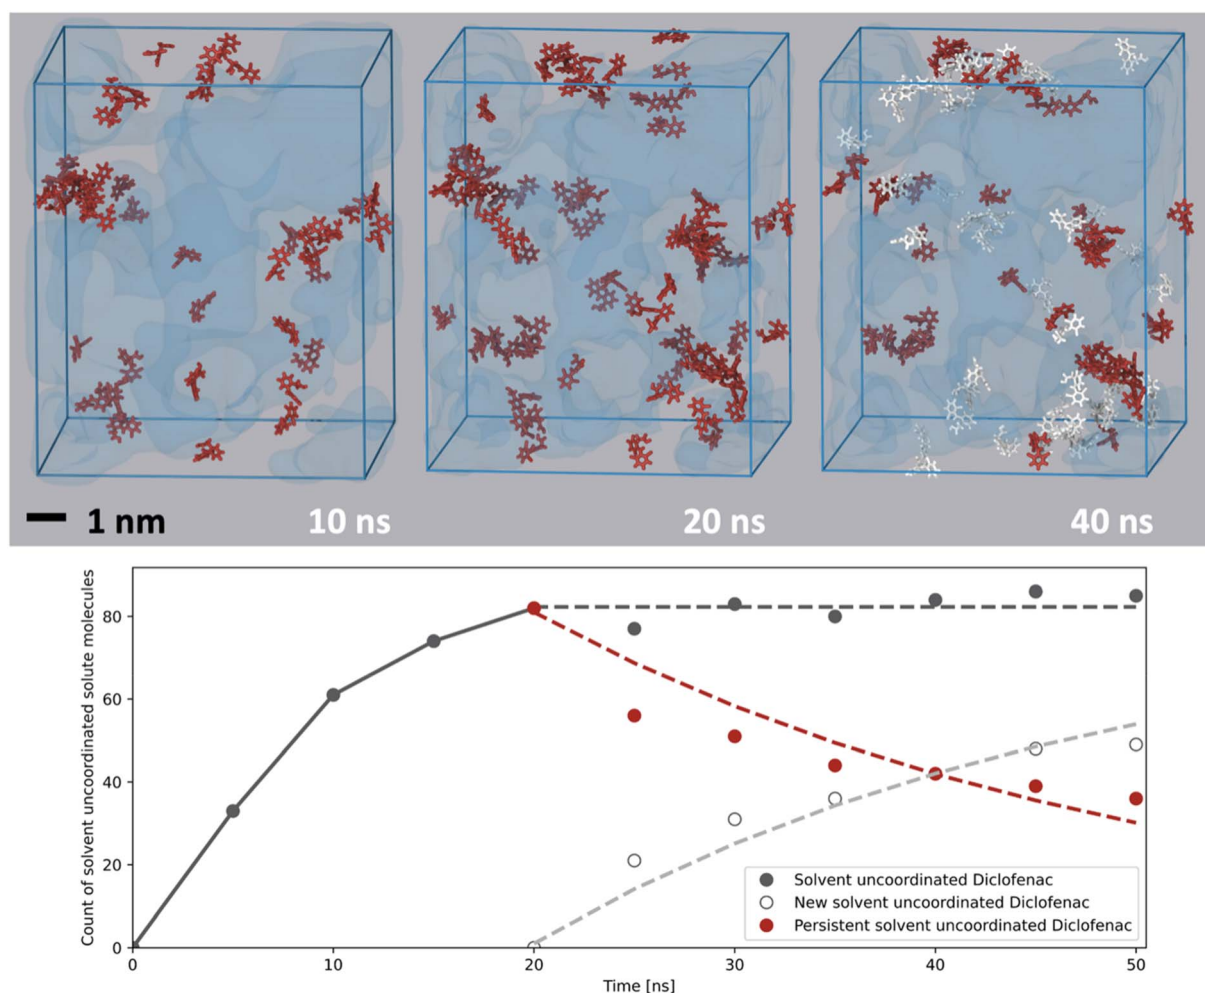 1 nm
10 ns
20 ns
40 ns
Count of solvent uncoordinated solute molecules
80
60
40
20
0
Solvent uncoordinated Diclofenac
New solvent uncoordinated Diclofenac
Persistent solvent uncoordinated Diclofenac
0
10
20
30
40
50
Time [ns]